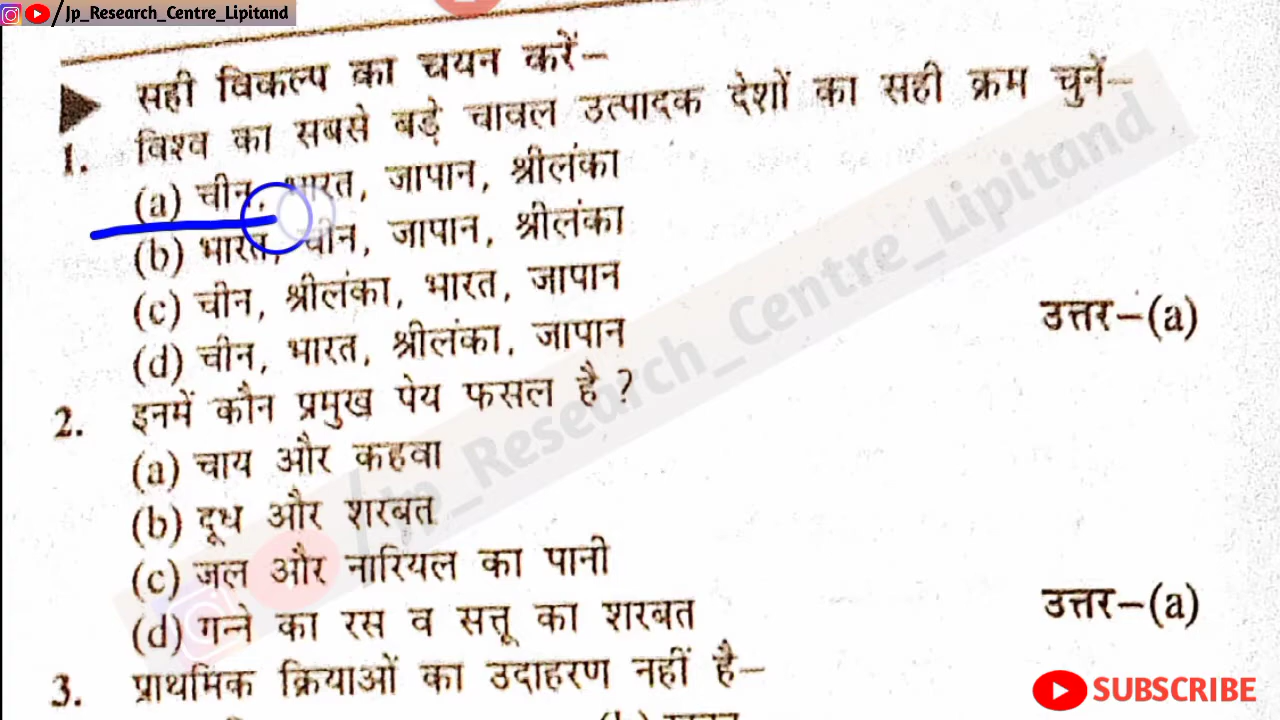 /Jp_Research_Centre_Lipitand
सही विकल्प का चयन करें–
1. विश्व का सबसे बड़े चावल उत्पादक देशों का सही क्रम चुनें–
(a) चीन, भारत, जापान, श्रीलंका
(b) भारत, चीन, जापान, श्रीलंका
(c) चीन, श्रीलंका, भारत, जापान
(d) चीन, भारत, श्रीलंका, जापान
उत्तर–(a)
2. इनमें कौन प्रमुख पेय फसल है ?
(a) चाय और कहवा
(b) दूध और शरबत
(c) जल और नारियल का पानी
(d) गन्ने का रस व सत्तू का शरबत
उत्तर–(a)
3. प्राथमिक क्रियाओं का उदाहरण नहीं है–
/Jp_Research_Centre_Lipitand
SUBSCRIBE